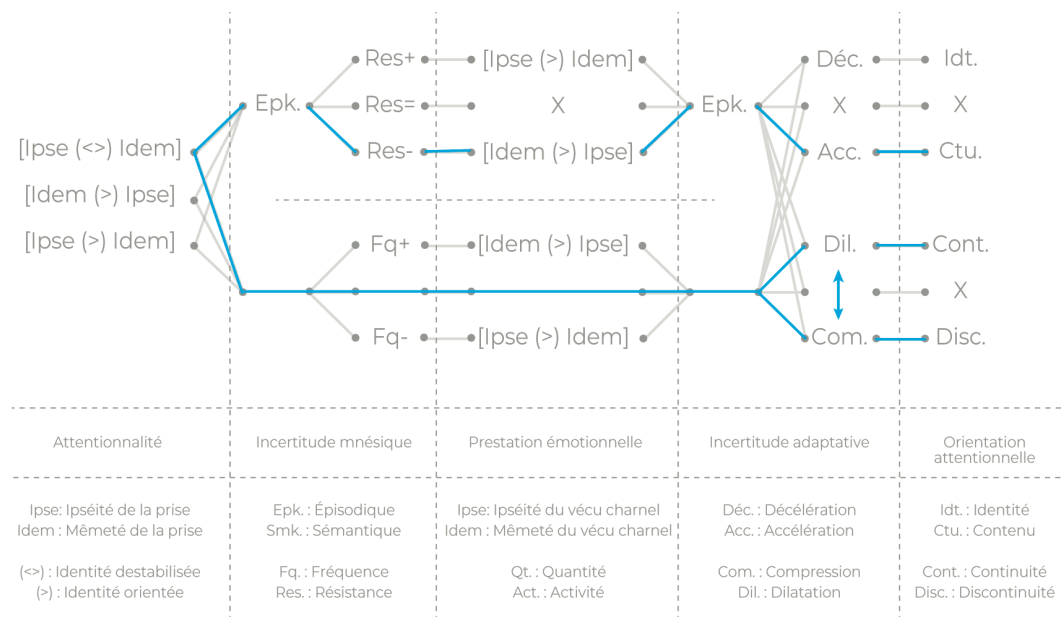 Res+ [Ipse (>) Idem] Déc. Idt.
Epk. Res= X Epk. X X
[Ipse (<>) Idem] Res- [Idem (>) Ipse] Acc. Ctu.
[Idem (>) Ipse]
[Ipse (>) Idem] Fq+ [Idem (>) Ipse] Dil. Cont.
X
Fq- [Ipse (>) Idem] Com. Disc.
Attentionnalité
Incertitude mnésique
Prestation émotionnelle
Incertitude adaptative
Orientation
attentionnelle
Ipse: Ipséité de la prise
Idem : Mêmeté de la prise
(<>) : Identité destabilisée
(>) : Identité orientée
Epk. : Épisodique
Smk. : Sémantique
Fq. : Fréquence
Res. : Résistance
Ipse: Ipséité du vécu charnel
Idem : Mêmeté du vécu charnel
Qt. : Quantité
Act. : Activité
Déc. : Décélération
Acc. : Accélération
Com. : Compression
Dil. : Dilatation
Idt. : Identité
Ctu. : Contenu
Cont. : Continuité
Disc. : Discontinuité